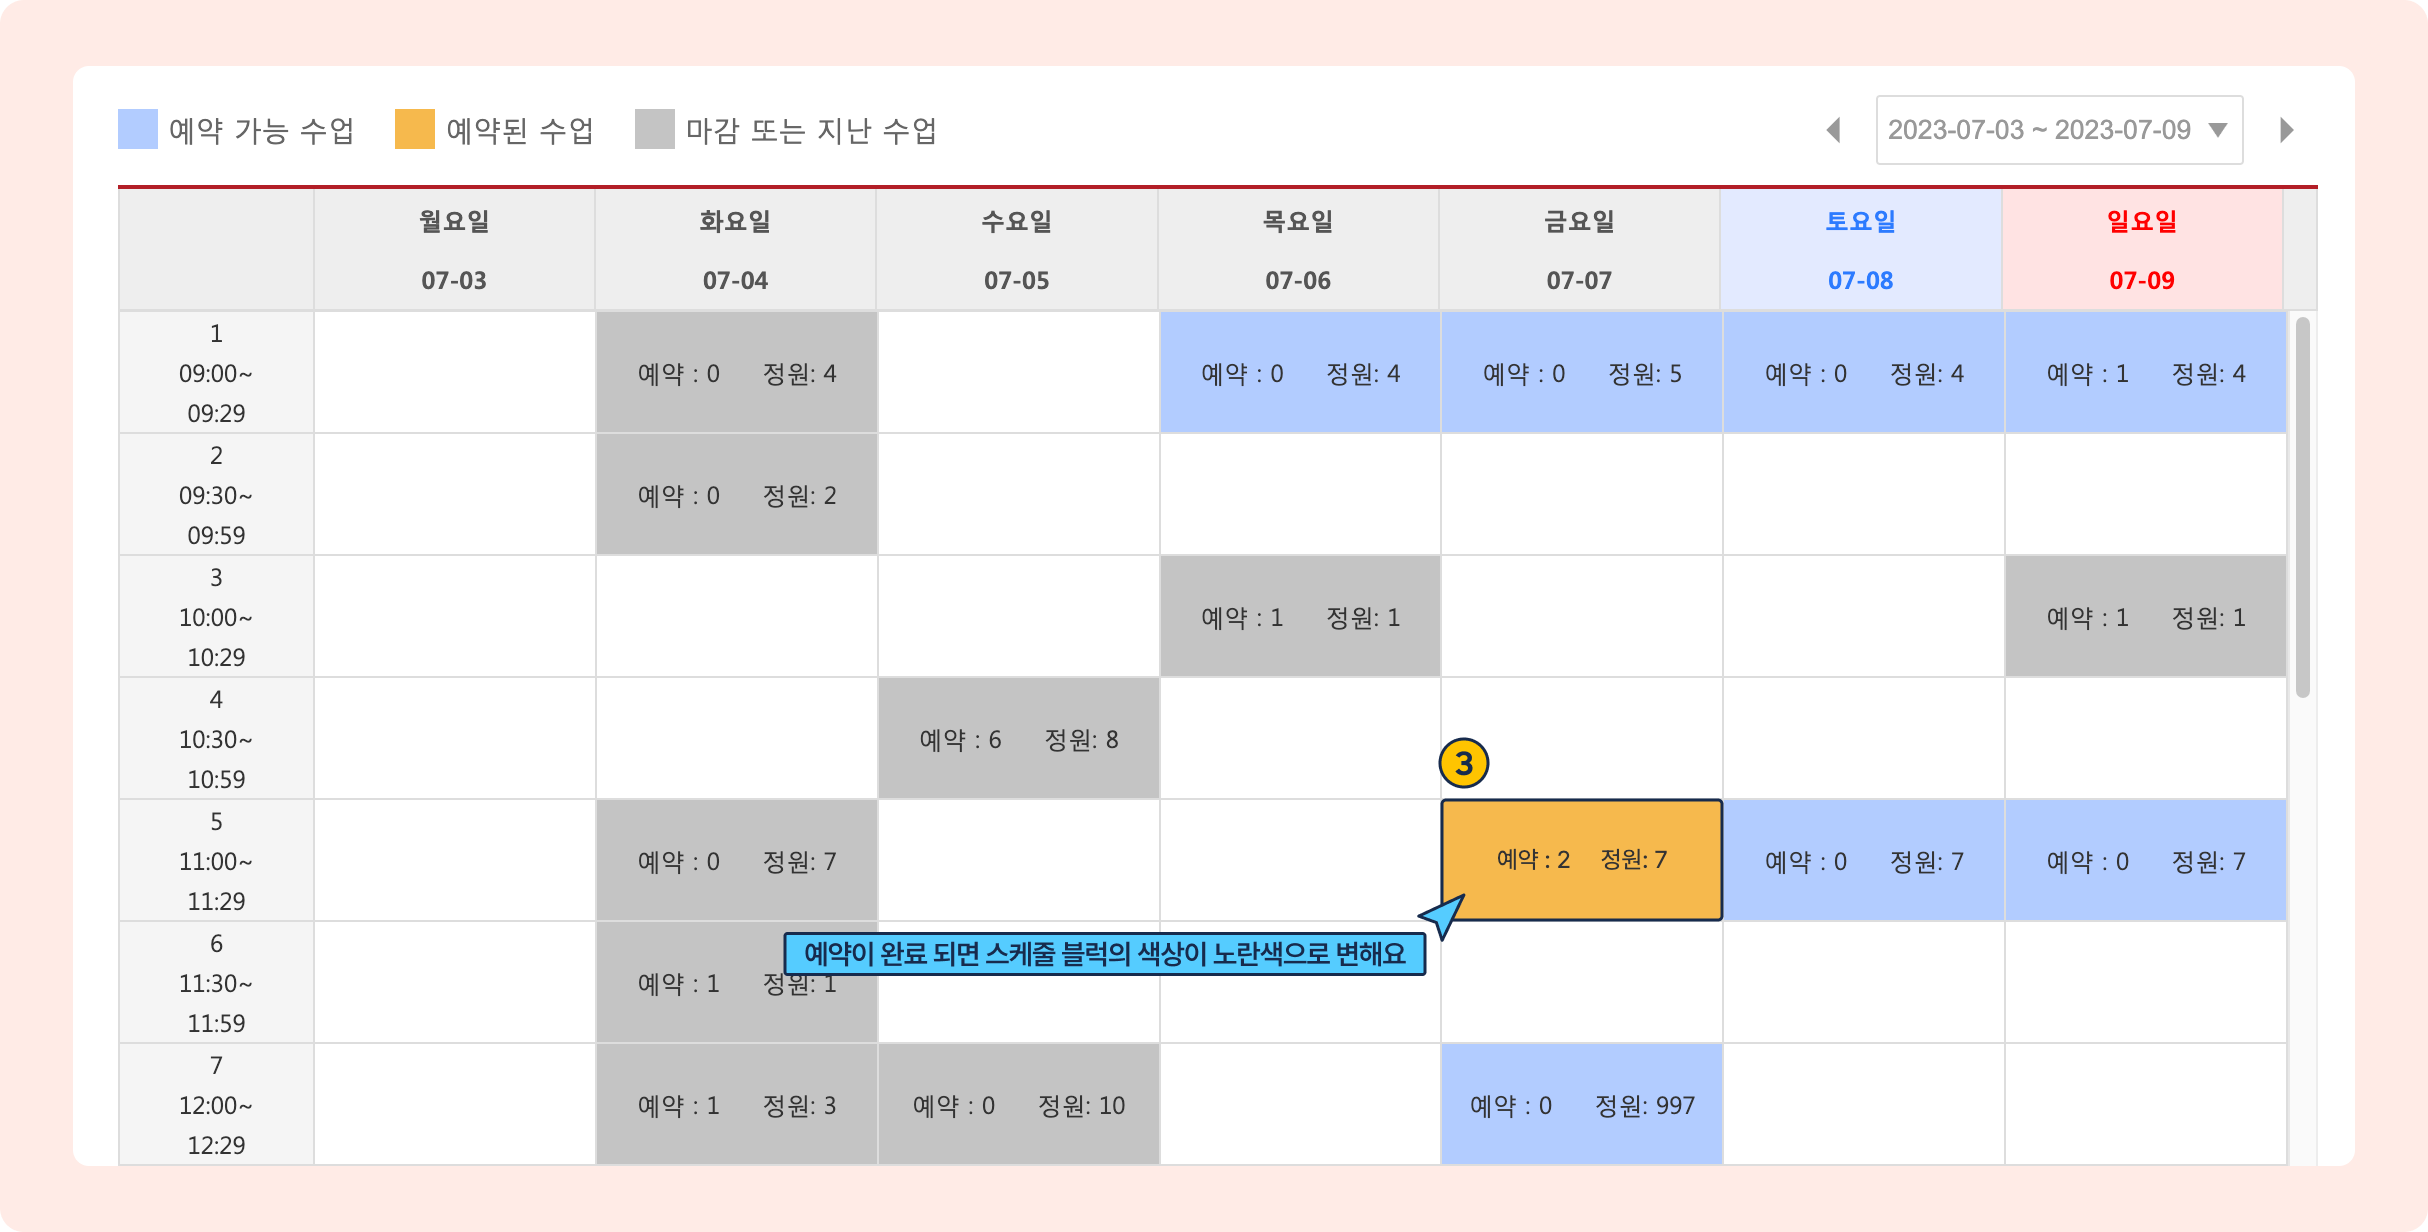 예약 가능 수업 예약된 수업 마감 또는 지난 수업 2023-07-03 ~ 2023-07-09
월요일 화요일 수요일 목요일 금요일 토요일 일요일
07-03 07-04 07-05 07-06 07-07 07-08 07-09
1
09:00~
09:29
예약 : 0 정원: 4 예약 : 0 정원: 4 예약 : 0 정원: 5 예약 : 0 정원: 4 예약 : 1 정원: 4
2
09:30~
09:59
예약 : 0 정원: 2
3
10:00~
10:29
예약 : 1 정원: 1 예약 : 1 정원: 1
4
10:30~
10:59
예약 : 6 정원: 8
3
5
11:00~
11:29
예약 : 0 정원: 7 예약 : 2 정원: 7 예약 : 0 정원: 7 예약 : 0 정원: 7
예약이 완료 되면 스케줄 블럭의 색상이 노란색으로 변해요
6
11:30~
11:59
예약 : 1 정원: 1
7
12:00~
12:29
예약 : 1 정원: 3 예약 : 0 정원: 10 예약 : 0 정원: 997